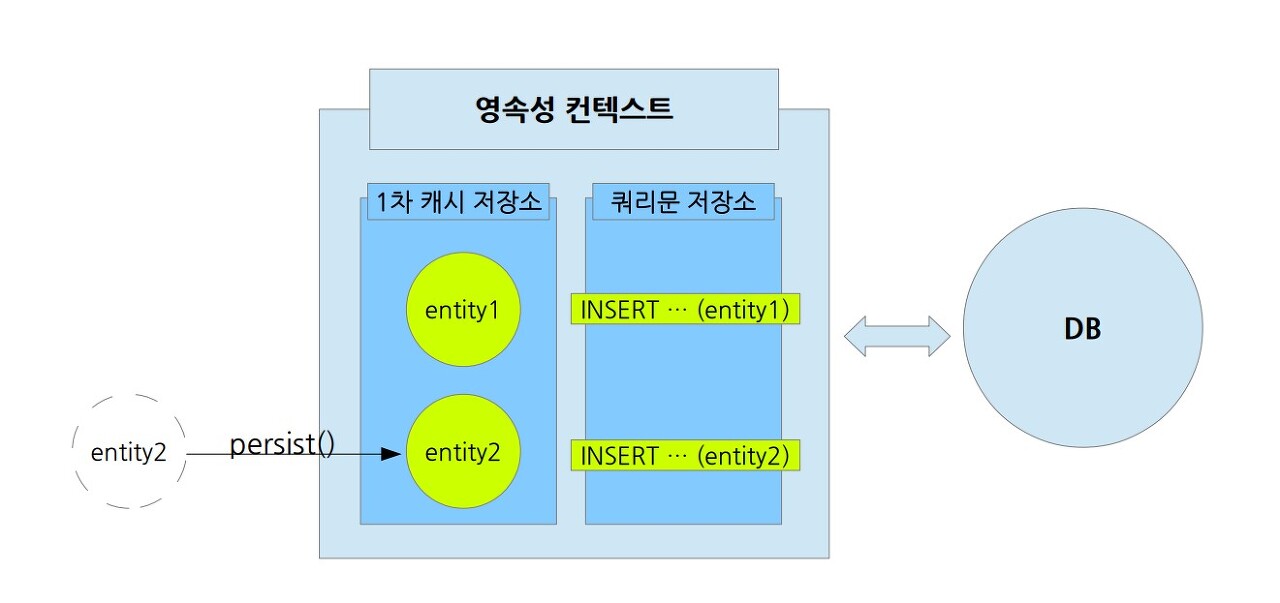 영속성 컨텍스트
1차 캐시 저장소
쿼리문 저장소
entity1
INSERT ··· (entity1)
DB
entity2
persist()
entity2
INSERT ··· (entity2)